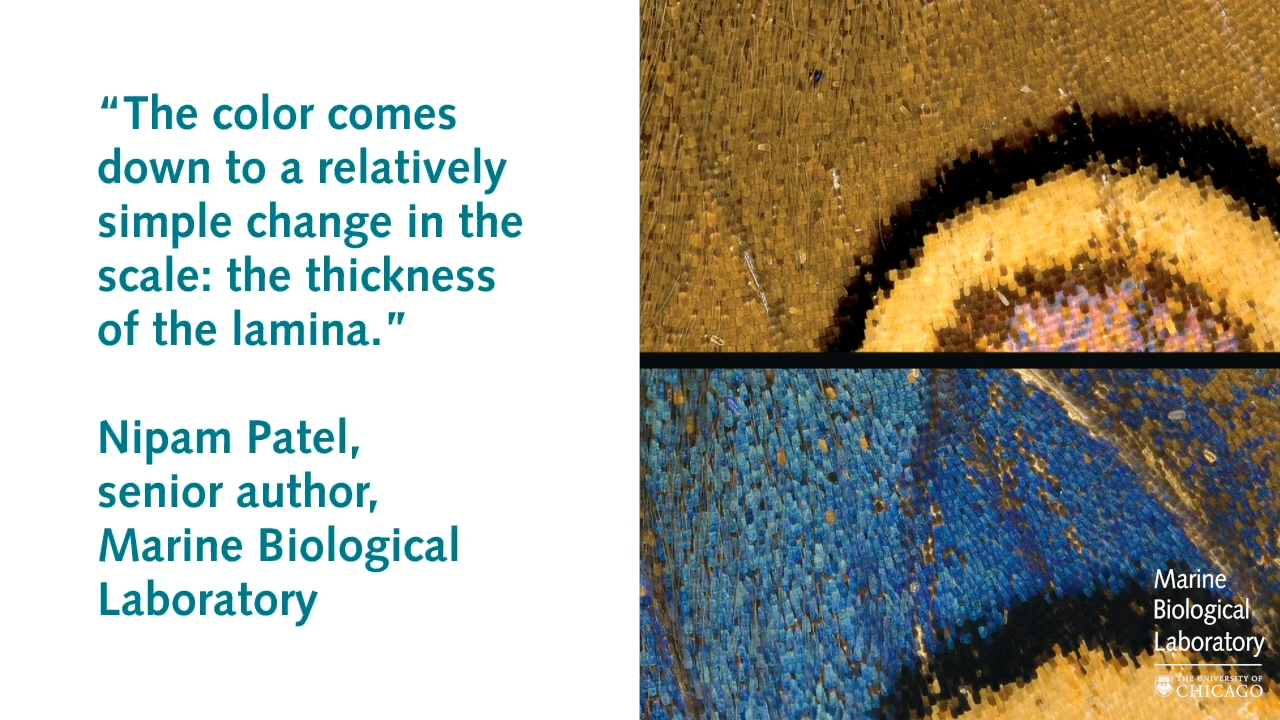 “The color comes
down to a relatively
simple change in the
scale: the thickness
of the lamina.”
Nipam Patel,
senior author,
Marine Biological
Laboratory
Marine
Biological
Laboratory
THE UNIVERSITY OF
CHICAGO